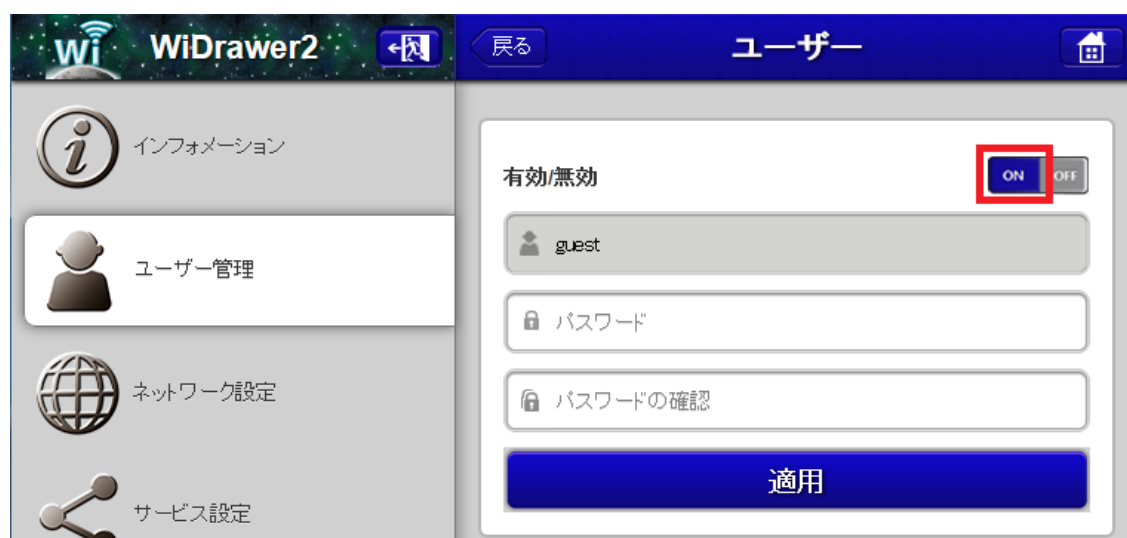 Wi WiDrawer2
戻る
ユーザー
インフォメーション
ユーザー管理
ネットワーク設定
サービス設定
有効/無効
ON OFF
guest
パスワード
パスワードの確認
適用